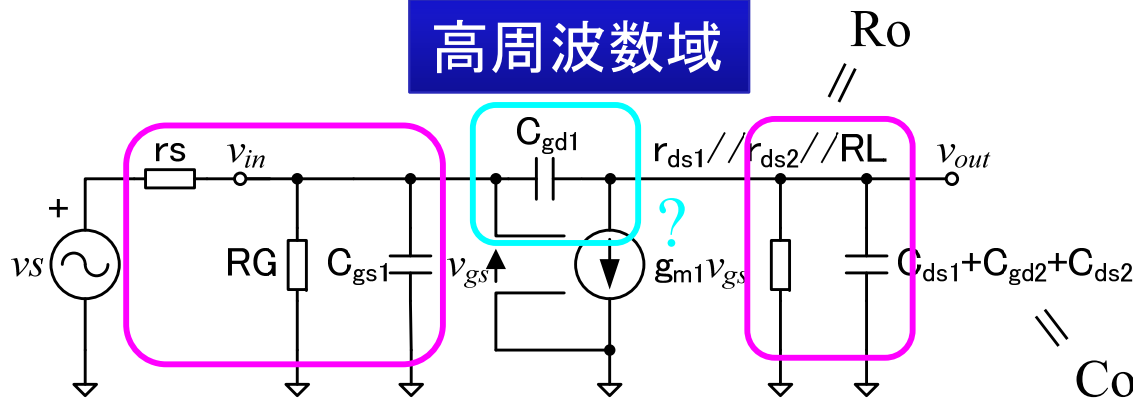 高周波数域
Ro
//
rs
vin
Cgd1
rds1//rds2//RL
vout
+
vs
RG
Cgs1
vgs
?
gm1vgs
Cds1+Cgd2+Cds2
\\
Co